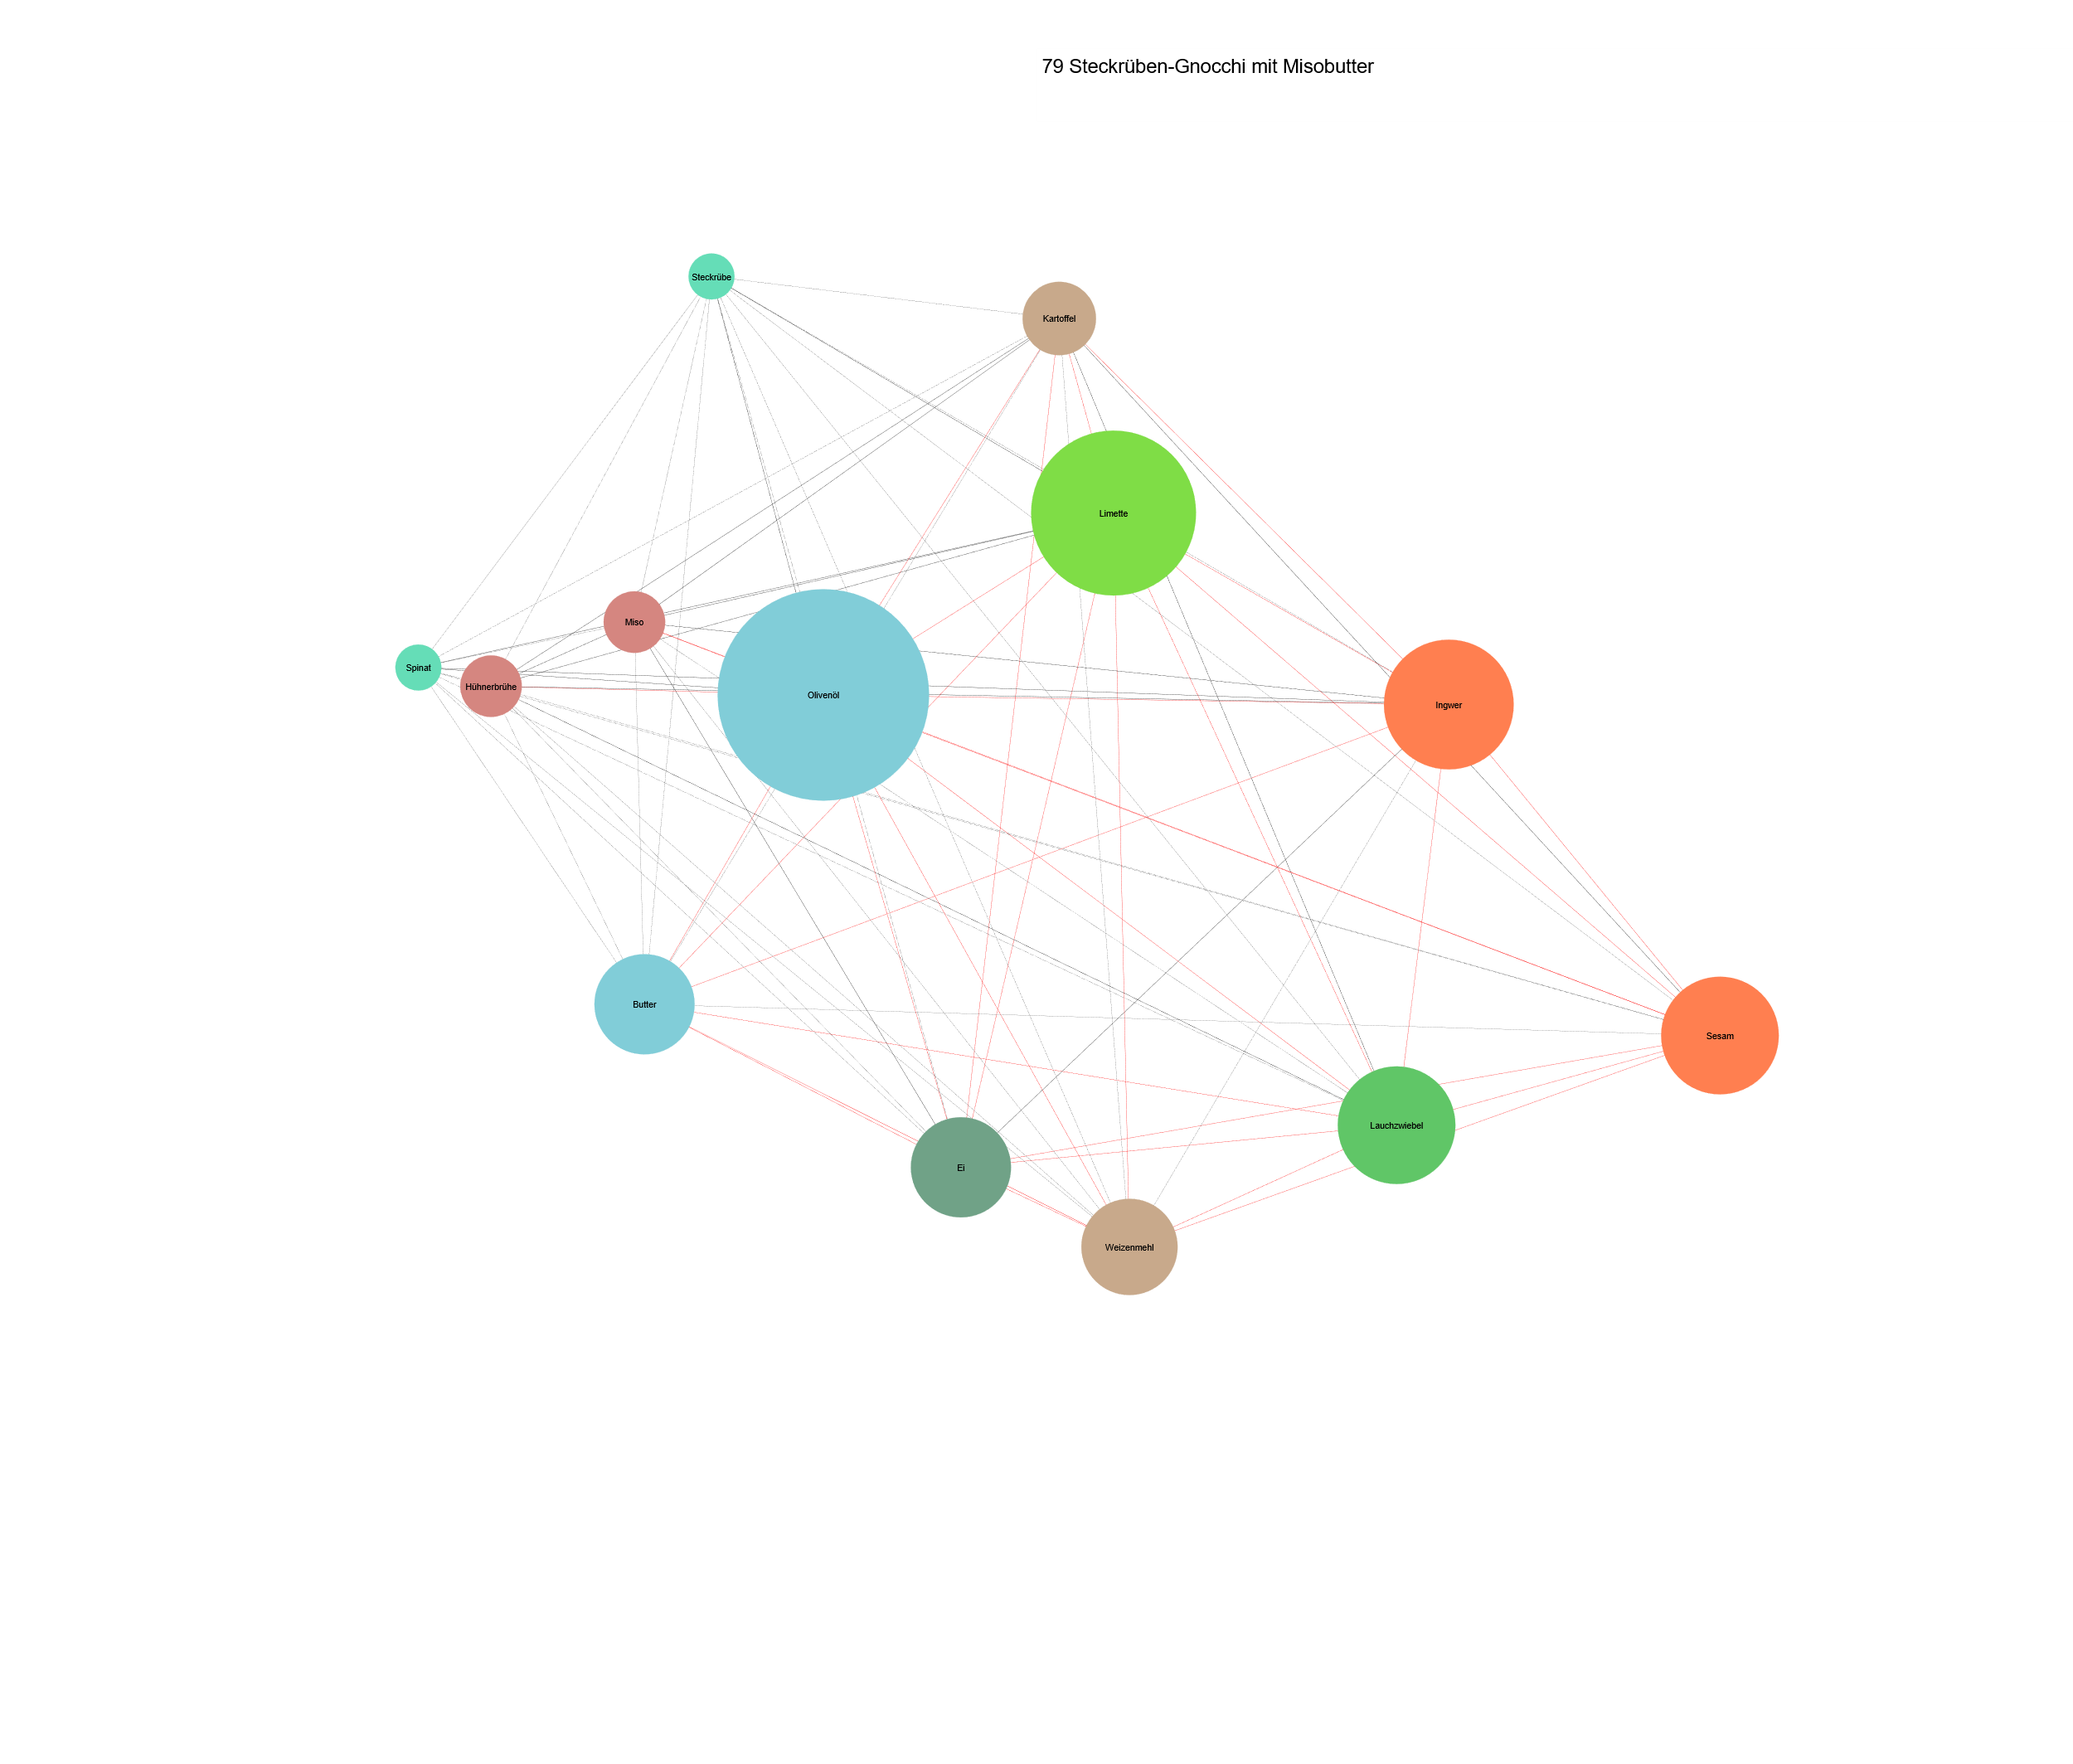 79 Steckrüben-Gnocchi mit Misobutter
Steckrübe
Kartoffel
Limette
Miso
Spinat
Hühnerbrühe
Olivenöl
Ingwer
Butter
Sesam
Lauchzwiebel
Ei
Weizenmehl